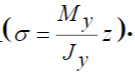 (σ = M_y / J_y z).